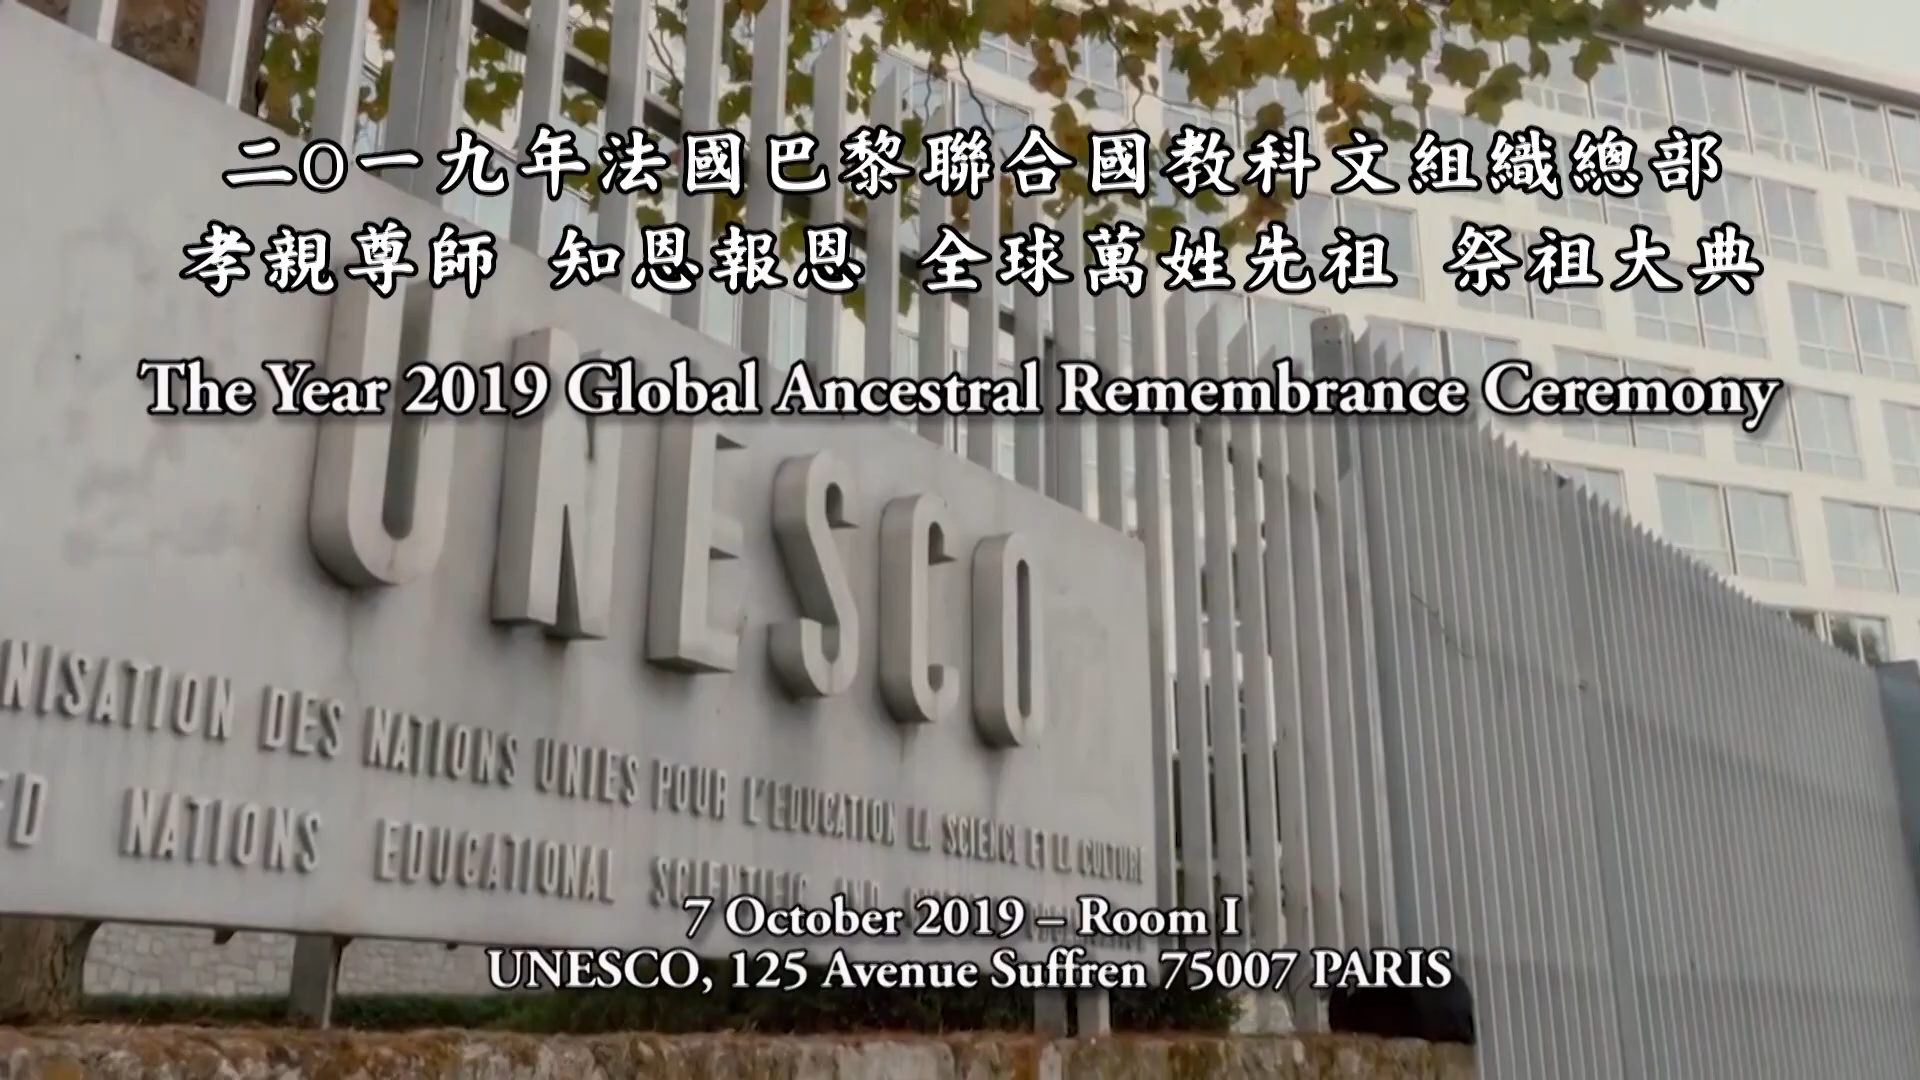 二〇一九年法國巴黎聯合國教科文組織總部
孝親尊師 知恩報恩 全球萬姓先祖 祭祖大典
The Year 2019 Global Ancestral Remembrance Ceremony
UNESCO
NISATION DES NATIONS UNIES POUR L'EDUCATION LA SCIENCE ET LA CULTURE
ED NATIONS EDUCATIONAL SCIENTIFIC AND
7 October 2019 – Room I
UNESCO, 125 Avenue Suffren 75007 PARIS